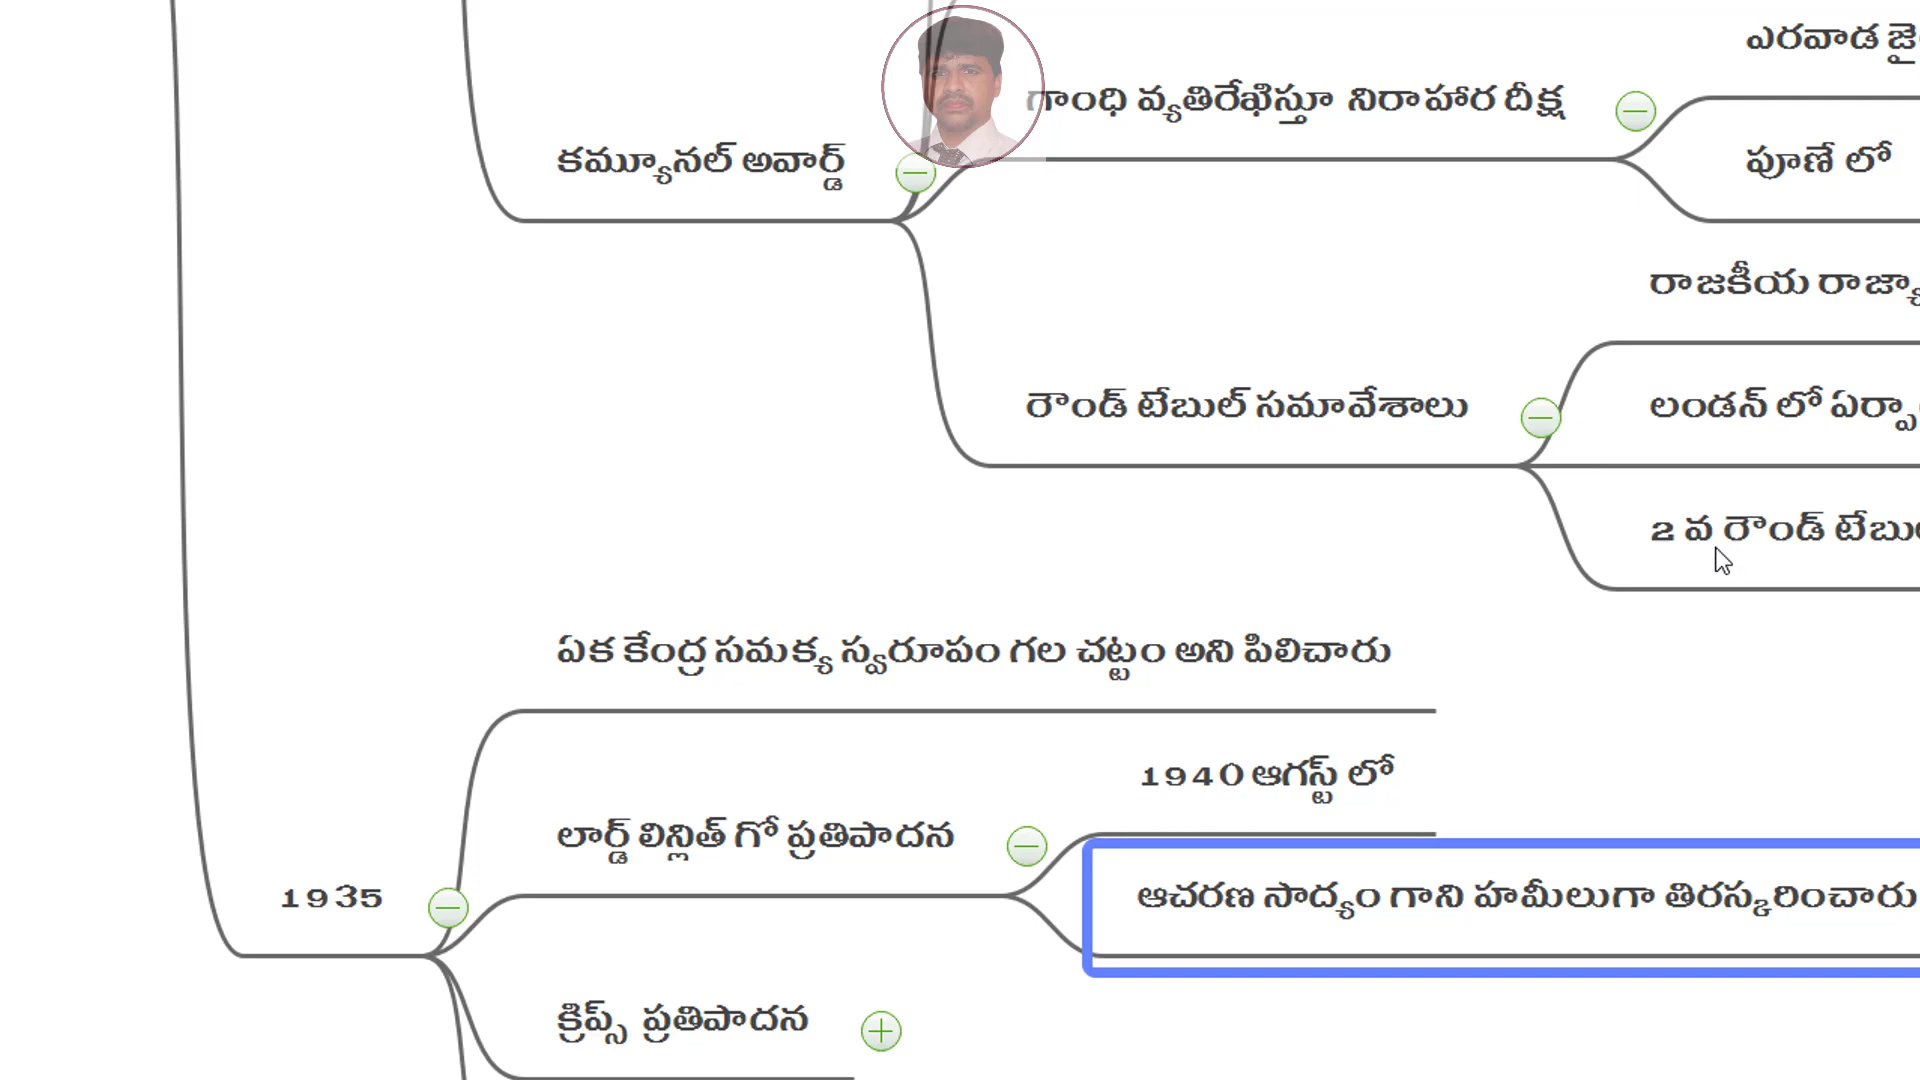 ఎరవాడ
గాంధి వ్యతిరేఖిస్తూ నిరాహార దీక్ష
పూణే లో
కమ్యూనల్ అవార్డ్
రాజకీయ
రౌండ్ టేబుల్ సమావేశాలు
లండన్ లో
2 వ రౌండ్
ఏక కేంద్ర సమక్య స్వరూపం గల చట్టం అని పిలిచారు
1940 ఆగస్ట్ లో
లార్డ్ లిన్లిత్ గో ప్రతిపాదన
1935
ఆచరణ సాద్యం గాని హమీలుగా తిరస్కరించారు
క్రిప్స్ ప్రతిపాదన